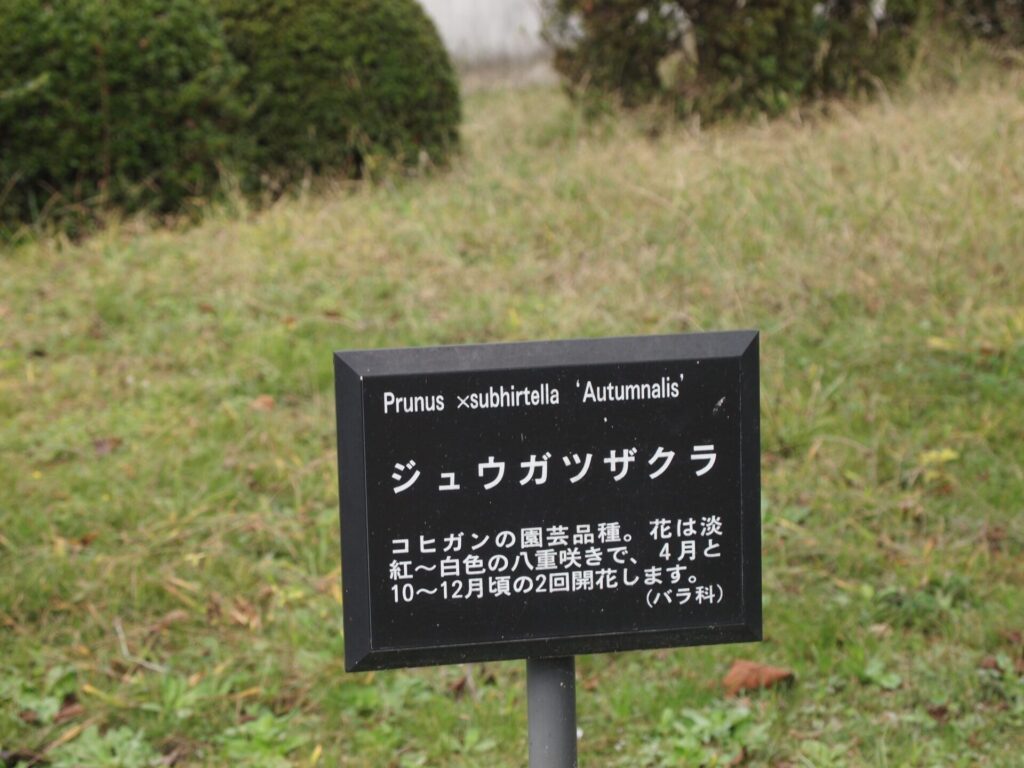 Prunus ×subhirtella ‘Autumnalis’
ジュウガツザクラ
コヒガンの園芸品種。花は淡
紅～白色の八重咲きで、4月と
10～12月頃の2回開花します。
（バラ科）